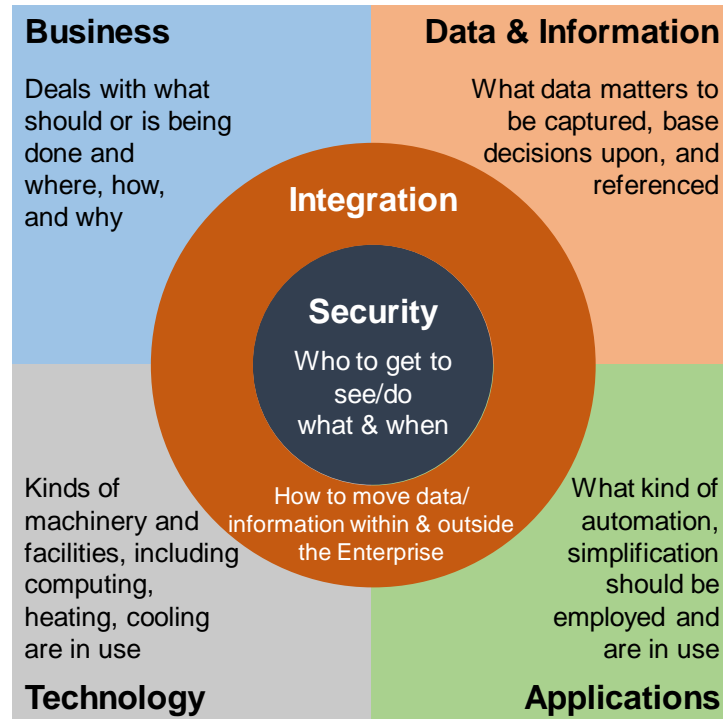 Business
Deals with what
should or is being
done and
where, how,
and why
Data & Information
What data matters to
be captured, base
decisions upon, and
referenced
Integration
Security
Who to get to
see/do
what & when
How to move data/
information within & outside
the Enterprise
Kinds of
machinery and
facilities, including
computing,
heating, cooling
are in use
Technology
What kind of
automation,
simplification
should be
employed and
are in use
Applications